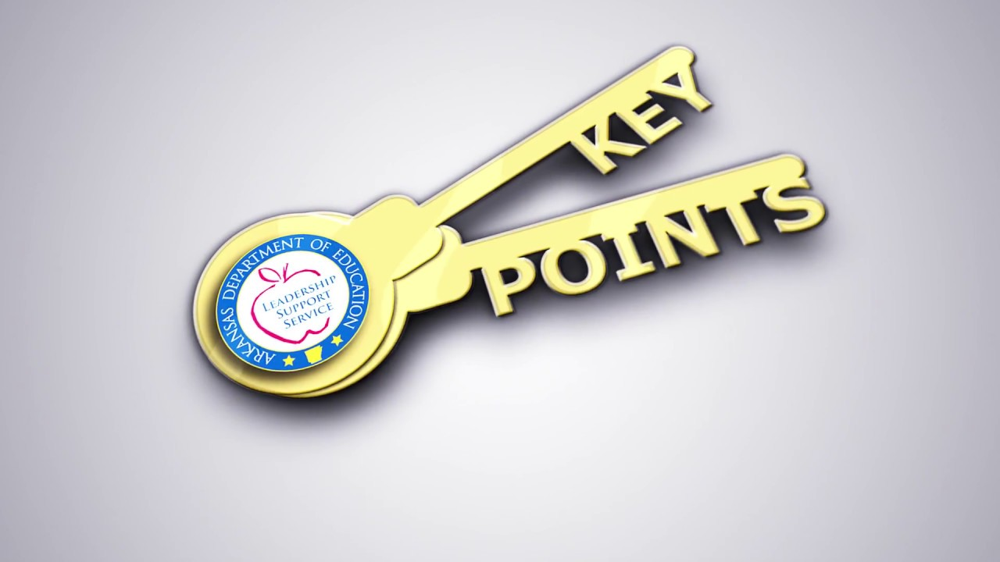 KEY
POINTS
ARKANSAS DEPARTMENT OF EDUCATION
LEADERSHIP
SUPPORT
SERVICE